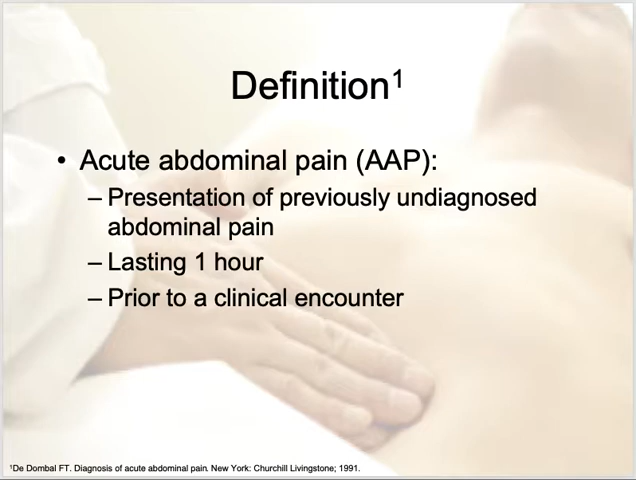 Definition¹
• Acute abdominal pain (AAP):
– Presentation of previously undiagnosed
abdominal pain
– Lasting 1 hour
– Prior to a clinical encounter
¹De Dombal FT. Diagnosis of acute abdominal pain. New York: Churchill Livingstone; 1991.